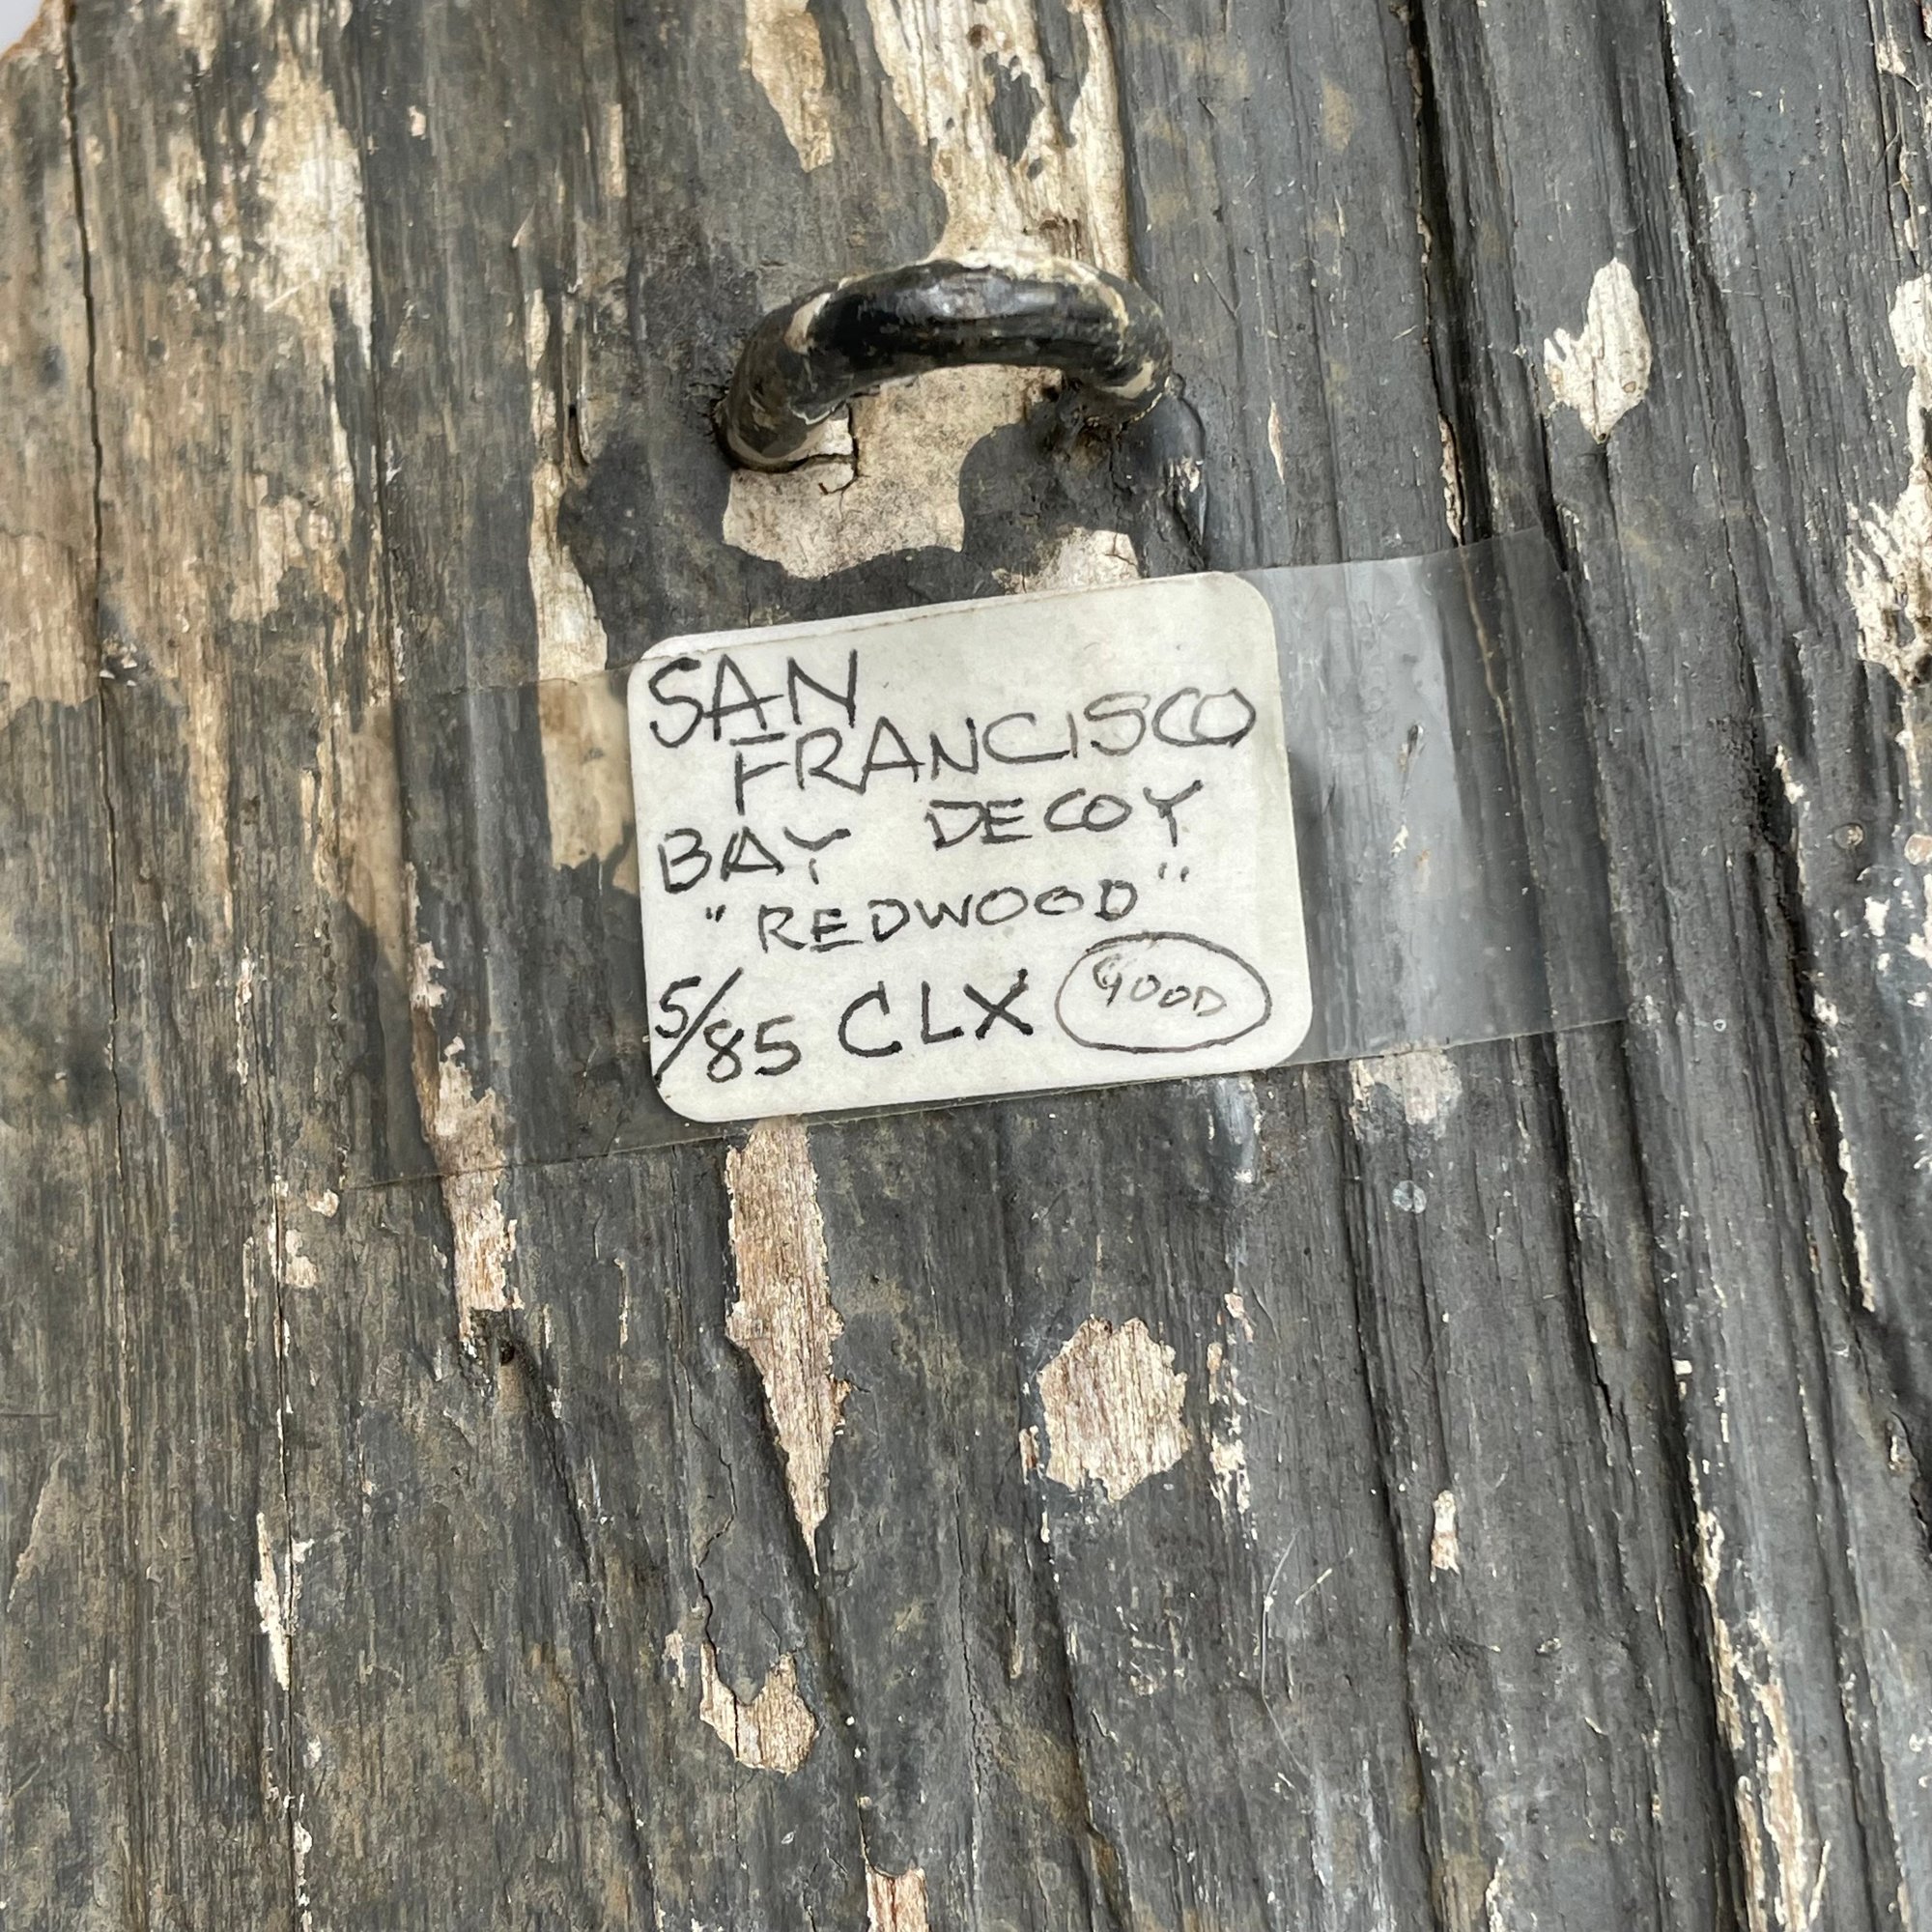 SAN
FRANCISCO
BAY DECOY
"REDWOOD"
5/85 CLX GOOD